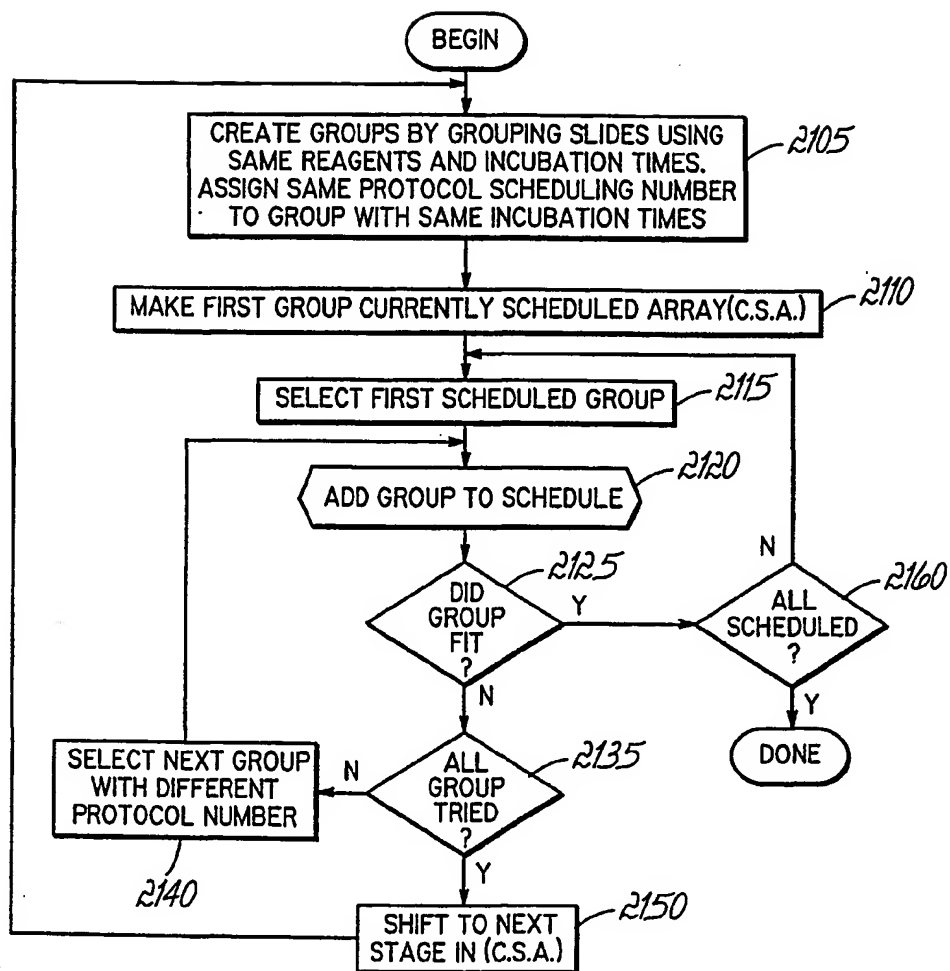 BEGIN
CREATE GROUPS BY GROUPING SLIDES USING
SAME REAGENTS AND INCUBATION TIMES.
ASSIGN SAME PROTOCOL SCHEDULING NUMBER
TO GROUP WITH SAME INCUBATION TIMES
2105
MAKE FIRST GROUP CURRENTLY SCHEDULED ARRAY(C.S.A.)
2110
SELECT FIRST SCHEDULED GROUP
2115
ADD GROUP TO SCHEDULE
2120
DID
GROUP
FIT
?
2125
Y
N
ALL
SCHEDULED
?
2160
N
Y
DONE
ALL
GROUP
TRIED
?
2135
N
Y
SELECT NEXT GROUP
WITH DIFFERENT
PROTOCOL NUMBER
2140
SHIFT TO NEXT
STAGE IN (C.S.A.)
2150